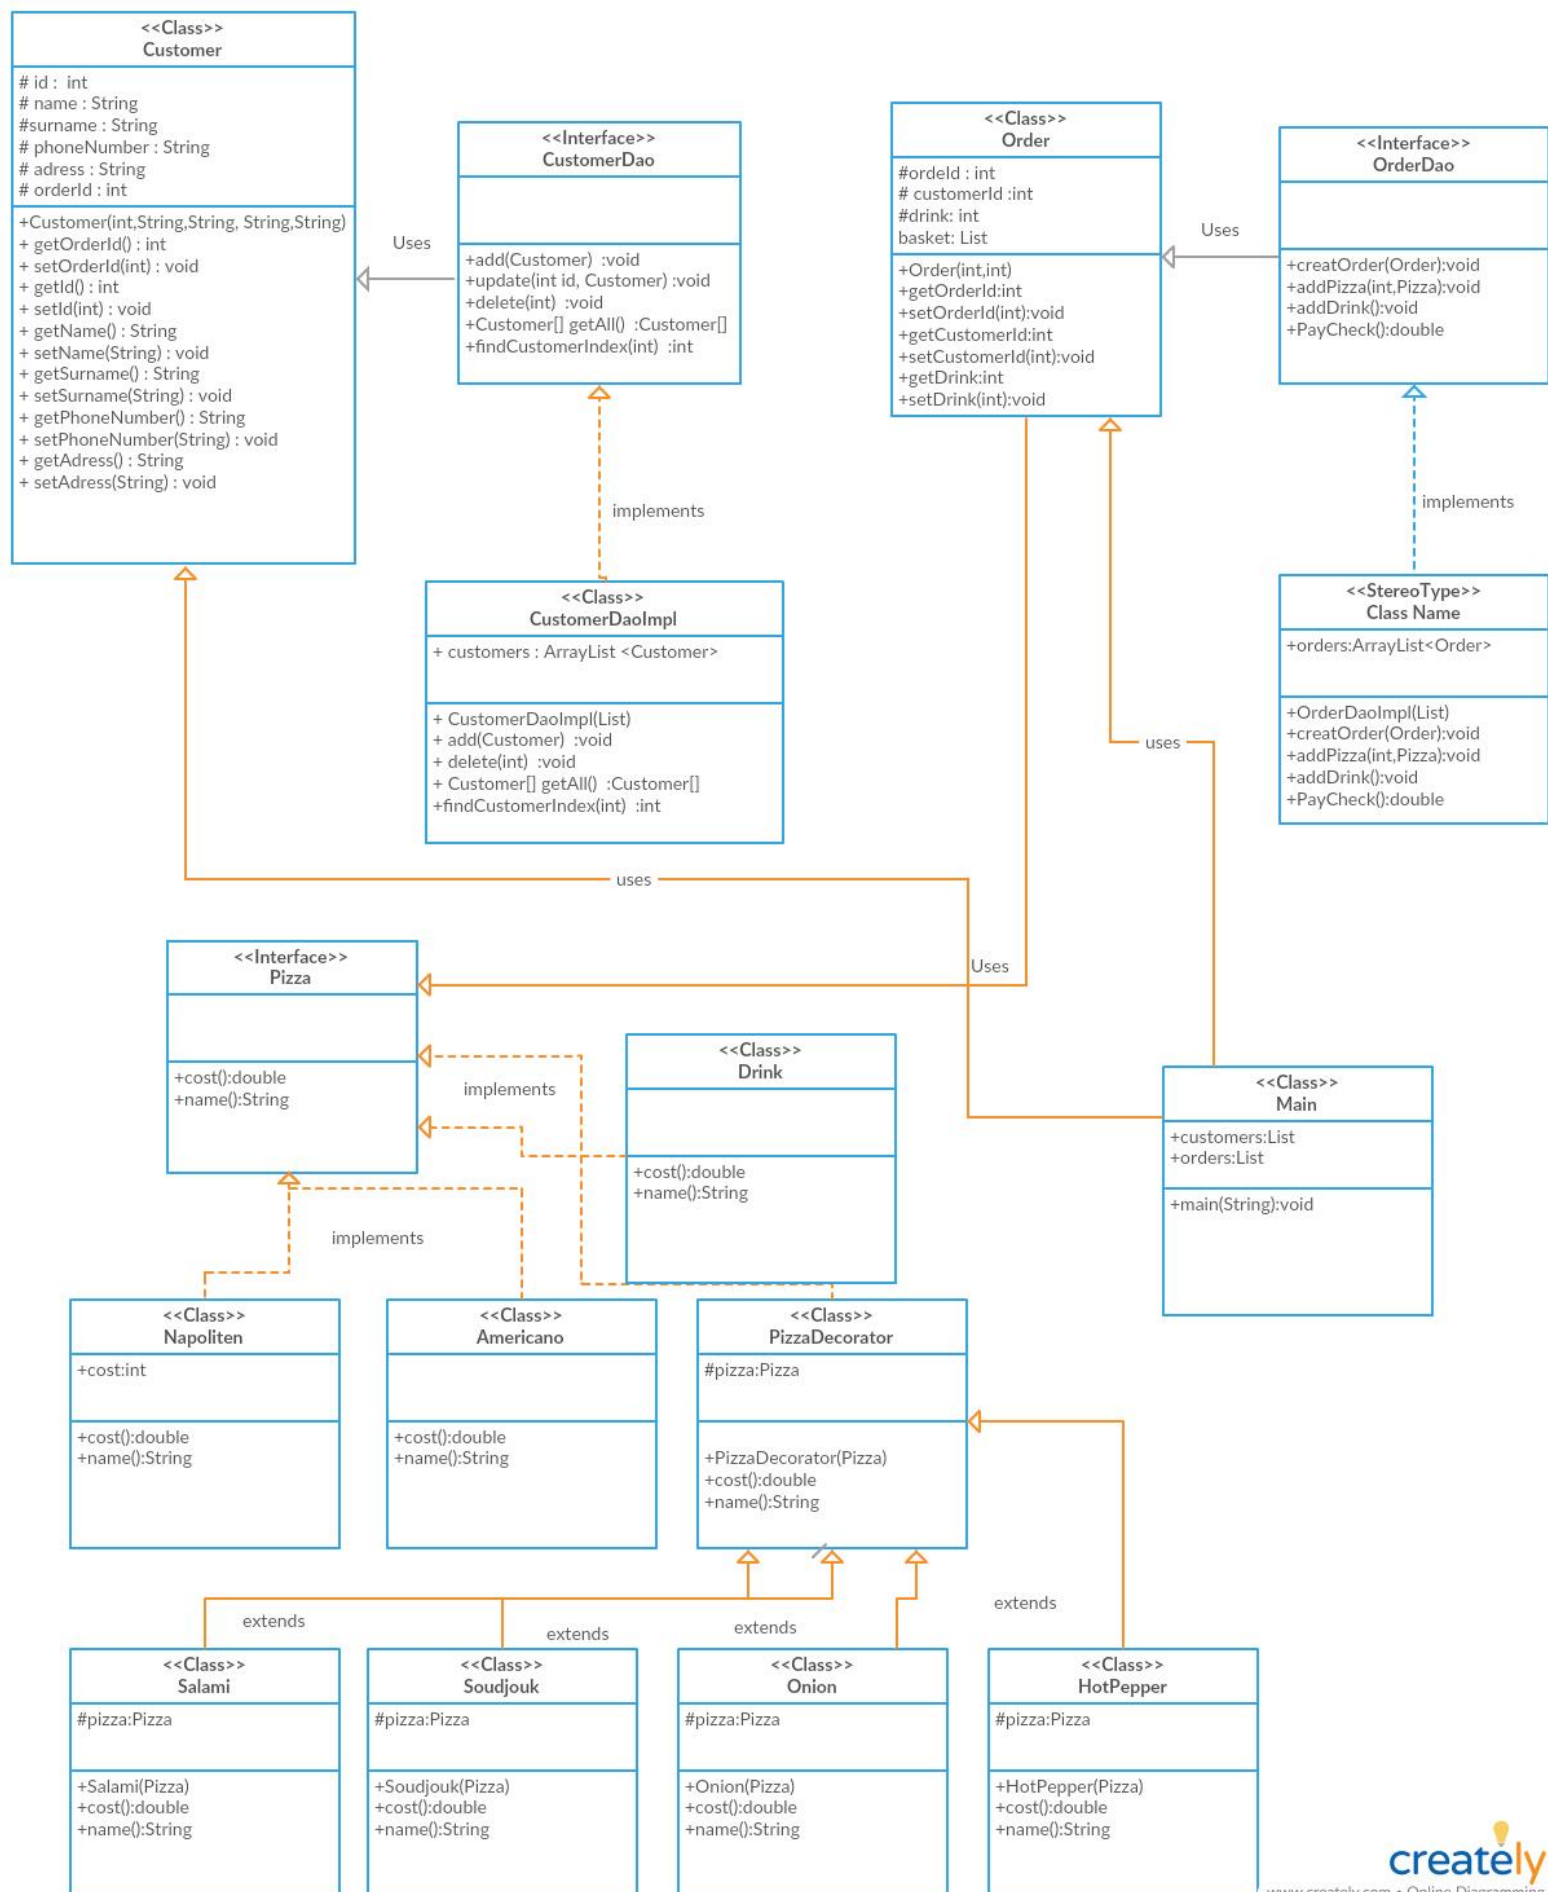 <<Class>>
Customer
# id :  int
# name : String
#surname : String
# phoneNumber : String
# adress : String
# orderId : int
+Customer(int,String,String, String,String)
+ getOrderId() : int
+ setOrderId(int) : void
+ getId() : int
+ setId(int) : void
+ getName() : String
+ setName(String) : void
+ getSurname() : String
+ setSurname(String) : void
+ getPhoneNumber() : String
+ setPhoneNumber(String) : void
+ getAdress() : String
+ setAdress(String) : void
Uses
<<Interface>>
CustomerDao
+add(Customer)  :void
+update(int id, Customer) :void
+delete(int)  :void
+Customer[] getAll()  :Customer[]
+findCustomerIndex(int)  :int
implements
<<Class>>
CustomerDaoImpl
+ customers : ArrayList <Customer>
+ CustomerDaoImpl(List)
+ add(Customer)  :void
+ delete(int)  :void
+ Customer[] getAll()  :Customer[]
+findCustomerIndex(int)  :int
<<Class>>
Order
#ordeId : int
# customerId :int
#drink: int
basket: List
+Order(int,int)
+getOrderId:int
+setOrderId(int):void
+getCustomerId:int
+setCustomerId(int):void
+getDrink:int
+setDrink(int):void
Uses
<<Interface>>
OrderDao
+creatOrder(Order):void
+addPizza(int,Pizza):void
+addDrink():void
+PayCheck():double
implements
<<StereoType>>
Class Name
+orders:ArrayList<Order>
+OrderDaoImpl(List)
+creatOrder(Order):void
+addPizza(int,Pizza):void
+addDrink():void
+PayCheck():double
uses
uses
Uses
<<Interface>>
Pizza
+cost():double
+name():String
implements
<<Class>>
Drink
+cost():double
+name():String
<<Class>>
Main
+customers:List
+orders:List
+main(String):void
implements
<<Class>>
Napoliten
+cost:int
+cost():double
+name():String
<<Class>>
Americano
+cost():double
+name():String
<<Class>>
PizzaDecorator
#pizza:Pizza
+PizzaDecorator(Pizza)
+cost():double
+name():String
extends
extends
extends
extends
<<Class>>
Salami
#pizza:Pizza
+Salami(Pizza)
+cost():double
+name():String
<<Class>>
Soudjouk
#pizza:Pizza
+Soudjouk(Pizza)
+cost():double
+name():String
<<Class>>
Onion
#pizza:Pizza
+Onion(Pizza)
+cost():double
+name():String
<<Class>>
HotPepper
#pizza:Pizza
+HotPepper(Pizza)
+cost():double
+name():String
creately
www.creately.com • Online Diagramming